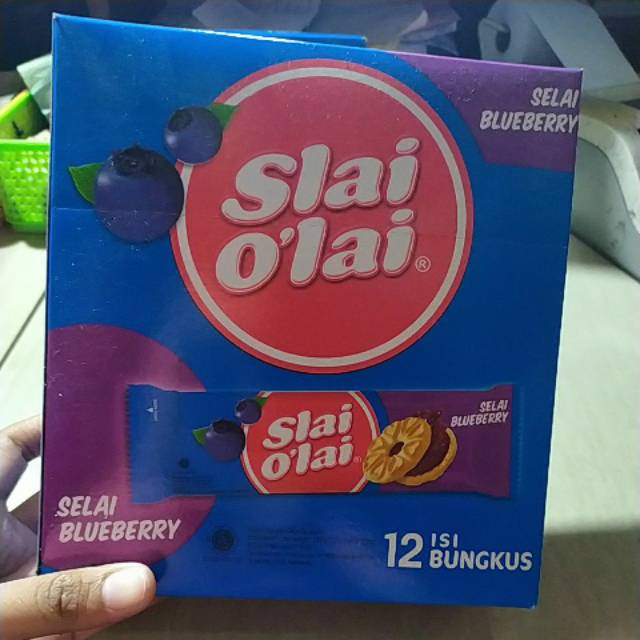 SELAI
BLUEBERRY
Slai
O'lai®
Slai
O'lai®
SELAI
BLUEBERRY
SELAI
BLUEBERRY
12 ISI
BUNGKUS